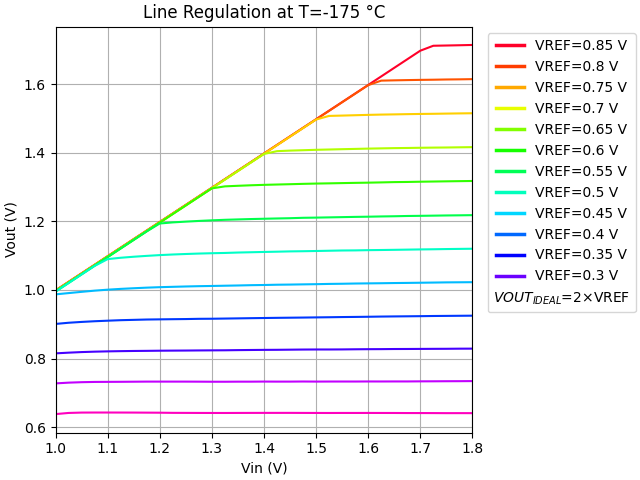 Line Regulation at T=-175 °C
Vout (V)
1.6
1.4
1.2
1.0
0.8
0.6
1.0 1.1 1.2 1.3 1.4 1.5 1.6 1.7 1.8
Vin (V)
VREF=0.85 V
VREF=0.8 V
VREF=0.75 V
VREF=0.7 V
VREF=0.65 V
VREF=0.6 V
VREF=0.55 V
VREF=0.5 V
VREF=0.45 V
VREF=0.4 V
VREF=0.35 V
VREF=0.3 V
VOUT_IDEAL=2×VREF